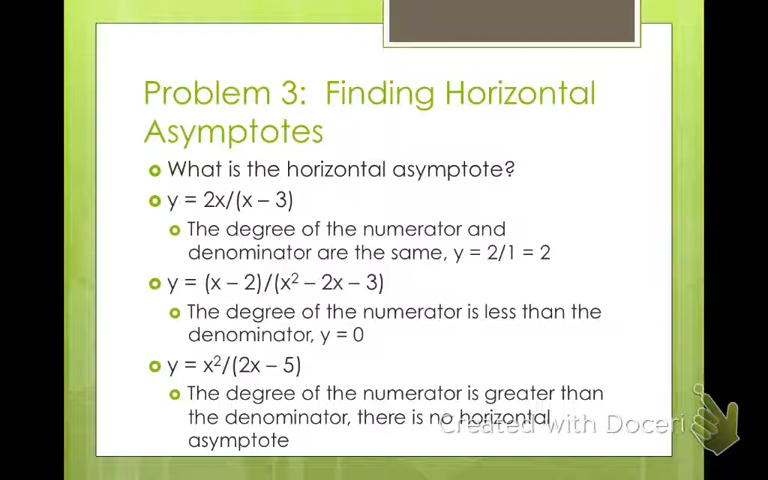 Problem 3: Finding Horizontal
Asymptotes
What is the horizontal asymptote?
y = 2x/(x – 3)
The degree of the numerator and
denominator are the same, y = 2/1 = 2
y = (x – 2)/(x² – 2x – 3)
The degree of the numerator is less than the
denominator, y = 0
y = x²/(2x – 5)
The degree of the numerator is greater than
the denominator, there is no horizontal
asymptote
Created with Doceri